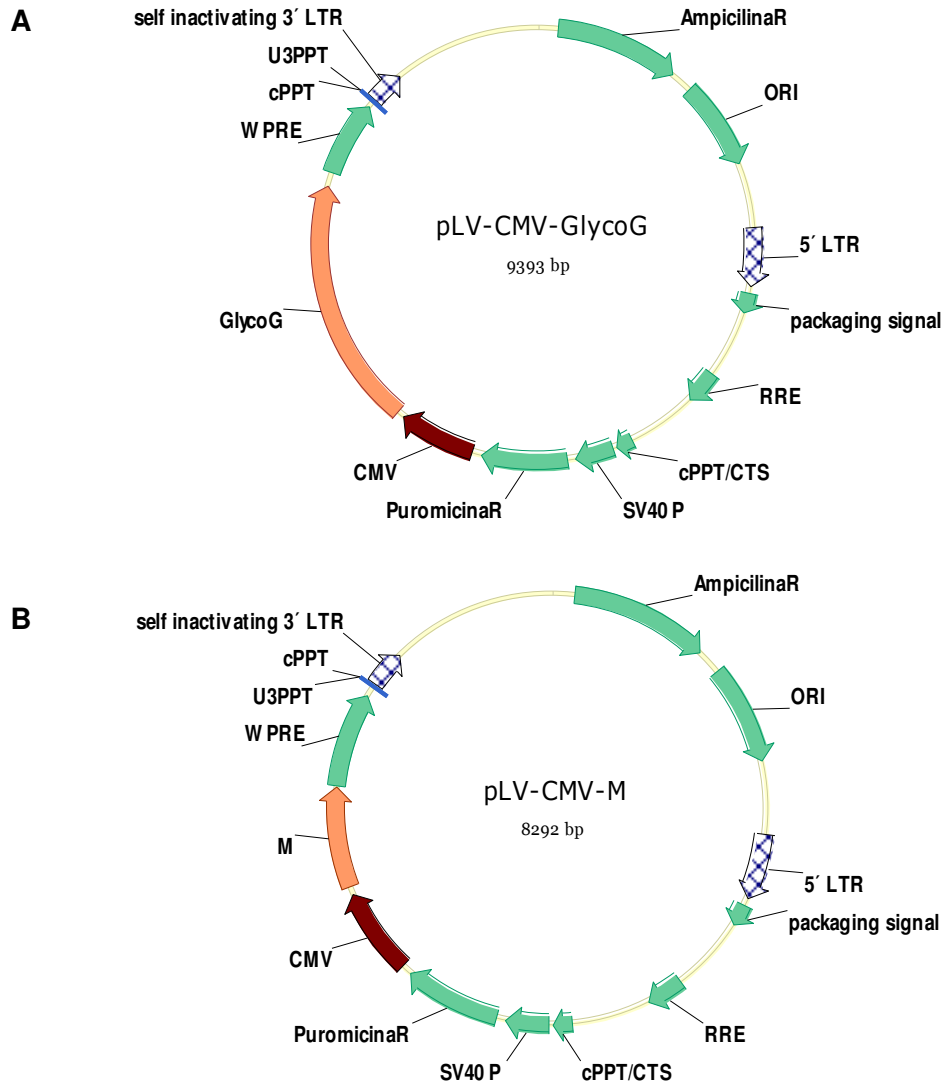 A
self inactivating 3´ LTR
U3PPT
cPPT
W PRE
GlycoG
CMV
PuromicinaR
SV40 P
cPPT/CTS
RRE
packaging signal
5´ LTR
ORI
AmpicilinaR
pLV-CMV-GlycoG
9393 bp
B
self inactivating 3´ LTR
cPPT
U3PPT
W PRE
M
CMV
PuromicinaR
SV40 P
cPPT/CTS
RRE
packaging signal
5´ LTR
ORI
AmpicilinaR
pLV-CMV-M
8292 bp